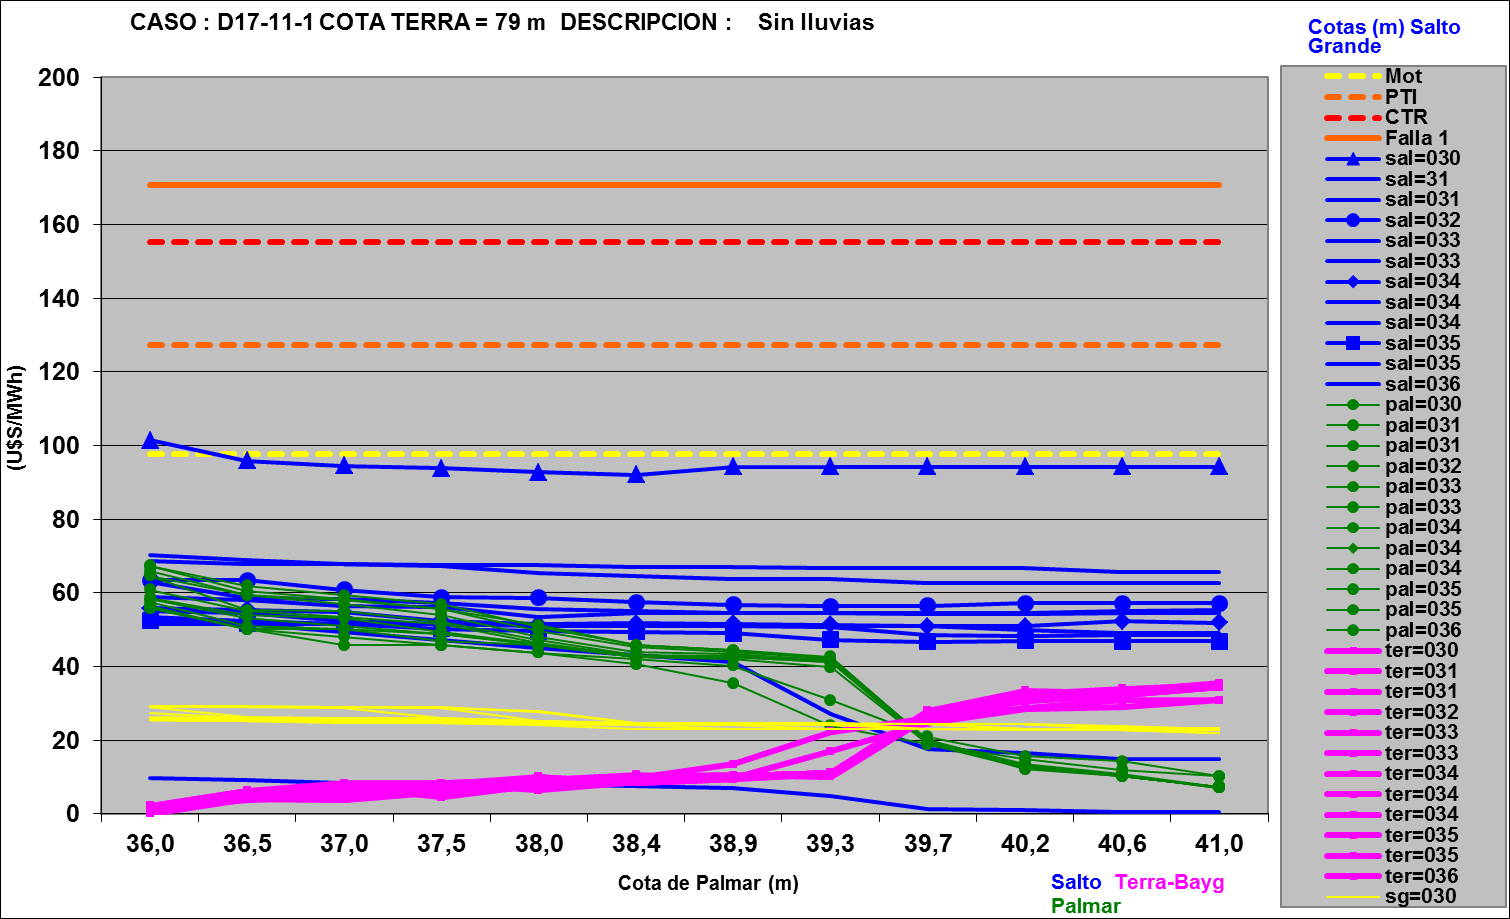 CASO : D17-11-1 COTA TERRA = 79 m DESCRIPCION : Sin lluvias
Cotas (m) Salto
Grande
200
180
160
140
120
100
80
60
40
20
0
(U$S/MWh)
36,0 36,5 37,0 37,5 38,0 38,4 38,9 39,3 39,7 40,2 40,6 41,0
Cota de Palmar (m)
Salto Terra-Bayg
Palmar
Mot
PTI
CTR
Falla 1
sal=030
sal=31
sal=031
sal=032
sal=033
sal=033
sal=034
sal=034
sal=034
sal=035
sal=035
sal=036
pal=030
pal=031
pal=031
pal=032
pal=033
pal=033
pal=034
pal=034
pal=034
pal=035
pal=035
pal=036
ter=030
ter=031
ter=031
ter=032
ter=033
ter=033
ter=034
ter=034
ter=034
ter=035
ter=035
ter=036
sg=030